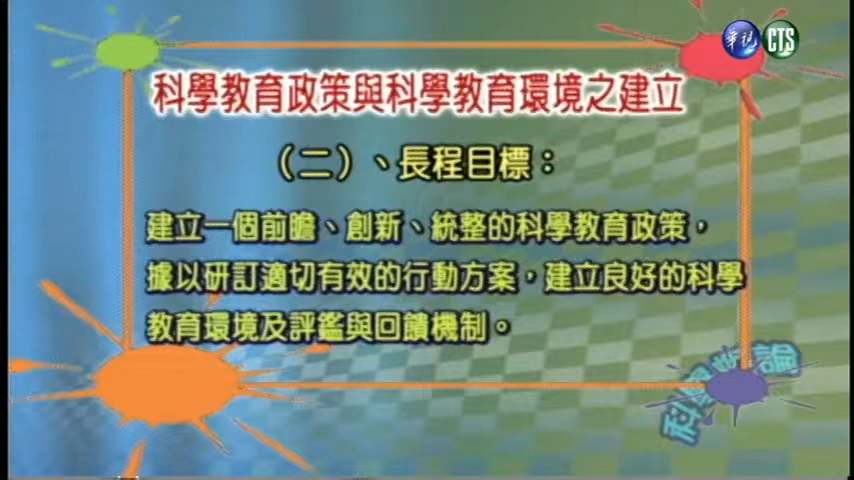 華視 CTS
科學教育政策與科學教育環境之建立
（二）、長程目標：
建立一個前瞻、創新、統整的科學教育政策，
據以研訂適切有效的行動方案，建立良好的科學
教育環境及評鑑與回饋機制。